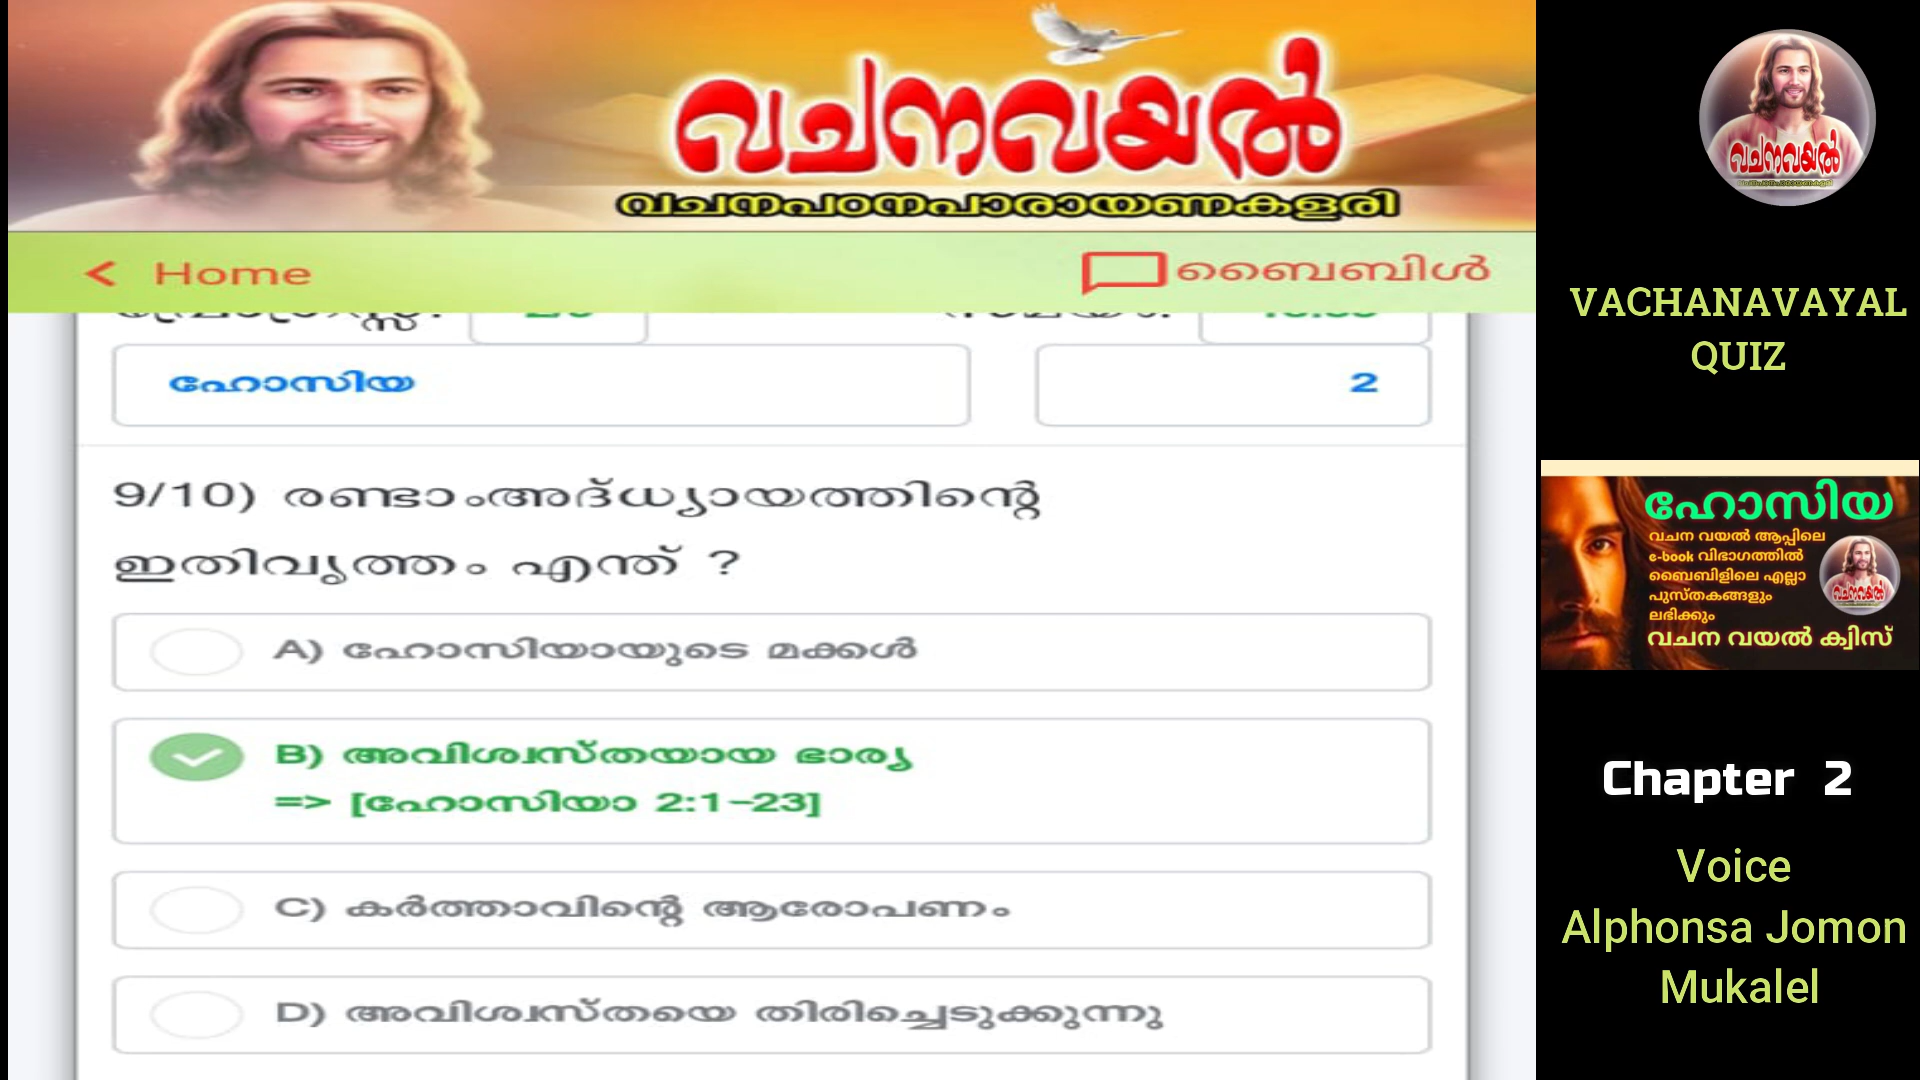 വചനവയൽ
വചനപഠനപാരായണകളരി
Home
ബൈബിൾ
ഹോസിയ
2
9/10) രണ്ടാംഅദ്ധ്യായത്തിന്റെ
ഇതിവൃത്തം എന്ത് ?
A) ഹോസിയായുടെ മക്കൾ
B) അവിശ്വസ്തയായ ഭാര്യ
=> [ഹോസിയാ 2:1-23]
C) കർത്താവിന്റെ ആരോപണം
D) അവിശ്വസ്തയെ തിരിച്ചെടുക്കുന്നു
വചനവയൽ
VACHANAVAYAL
QUIZ
ഹോസിയ
വചന വയൽ ആപ്പിലെ
e-book വിഭാഗത്തിൽ
ബൈബിളിലെ എല്ലാ
പുസ്തകങ്ങളും
ലഭിക്കും
വചനവയൽ
വചന വയൽ ക്വിസ്
Chapter 2
Voice
Alphonsa Jomon
Mukalel